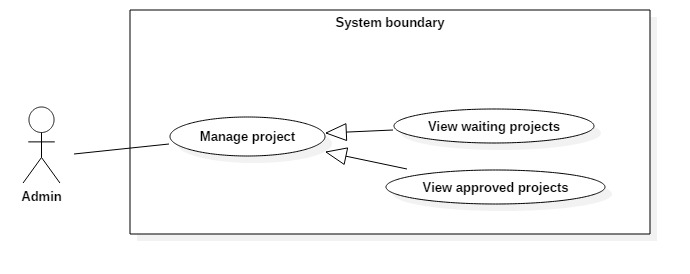 System boundary
Manage project
View waiting projects
View approved projects
Admin